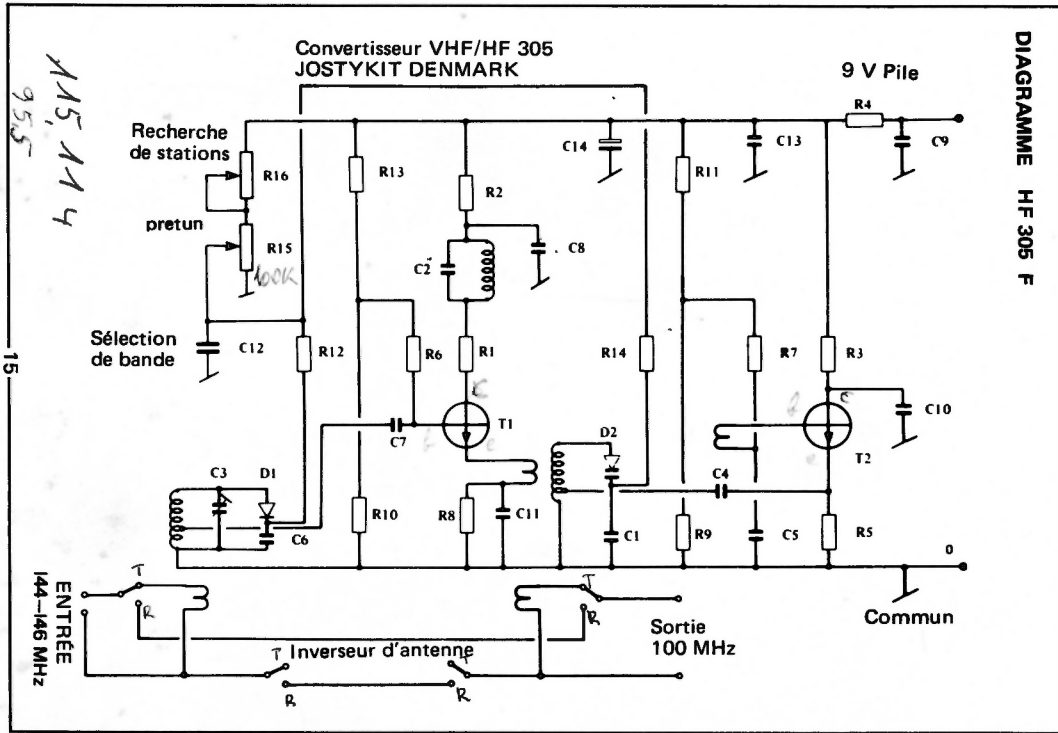 DIAGRAMME HF 305 F
Convertisseur VHF/HF 305
JOSTYKIT DENMARK
9 V Pile
115,114
95,5
Recherche
de stations
pretun
Sélection
de bande
R16
R15
100K
C12
R12
R13
R6
R10
C7
R2
C2
C8
R1
T1
R8
C11
C14
R14
R11
C13
R4
C9
R7
R3
C10
T2
C4
C5
R5
R9
D2
C1
C3
D1
C6
O
Commun
ENTRÉE
144-146 MHz
T
R
T
R
T
B
Inverseur d'antenne
T
R
Sortie
100 MHz
15